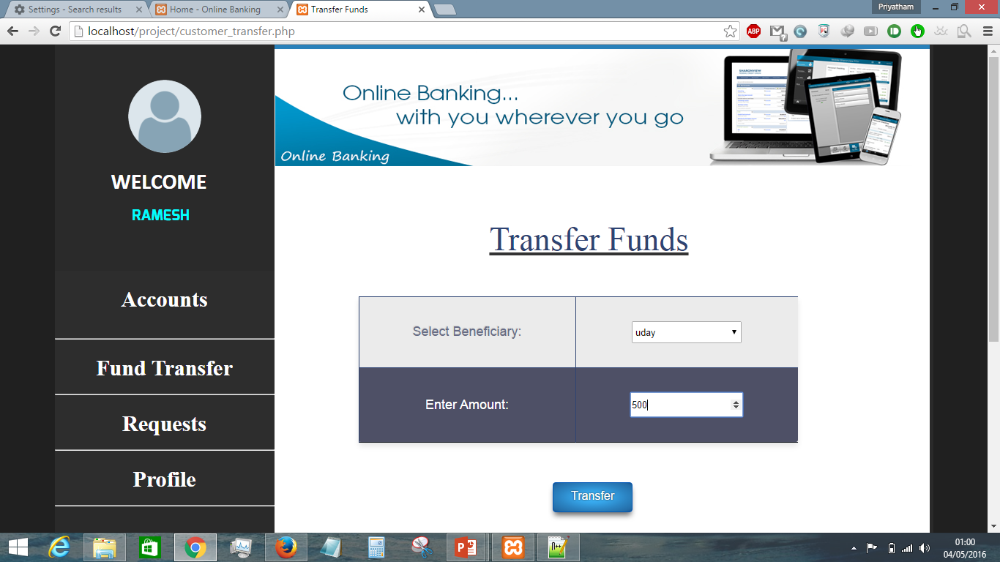 Settings - Search results
Home - Online Banking
Transfer Funds
Priyatham
localhost/project/customer_transfer.php
ABP
Online Banking...
with you wherever you go
Online Banking
SHARONVIEW
WELCOME
RAMESH
Accounts
Fund Transfer
Requests
Profile
Transfer Funds
Select Beneficiary:
uday
Enter Amount:
500
Transfer
01:00
04/05/2016